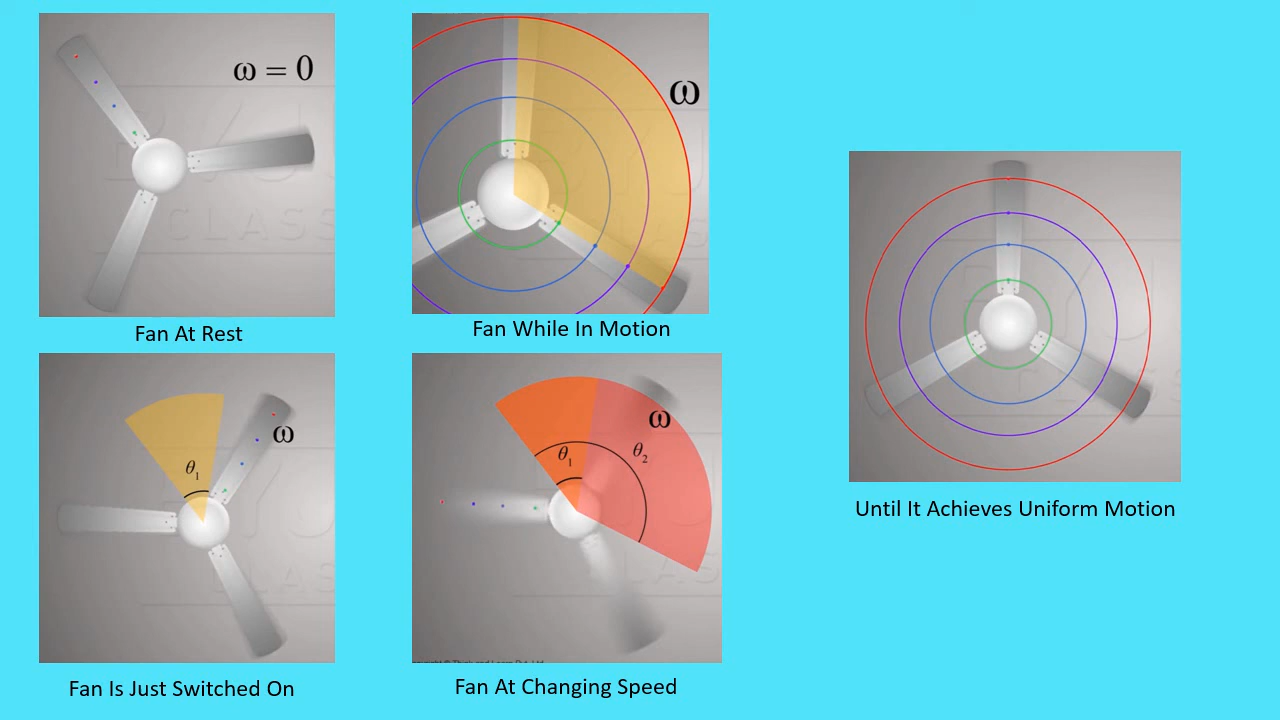 ω = 0
ω
Fan At Rest
Fan While In Motion
θ1
ω
θ1
θ2
ω
Until It Achieves Uniform Motion
Fan Is Just Switched On
Fan At Changing Speed